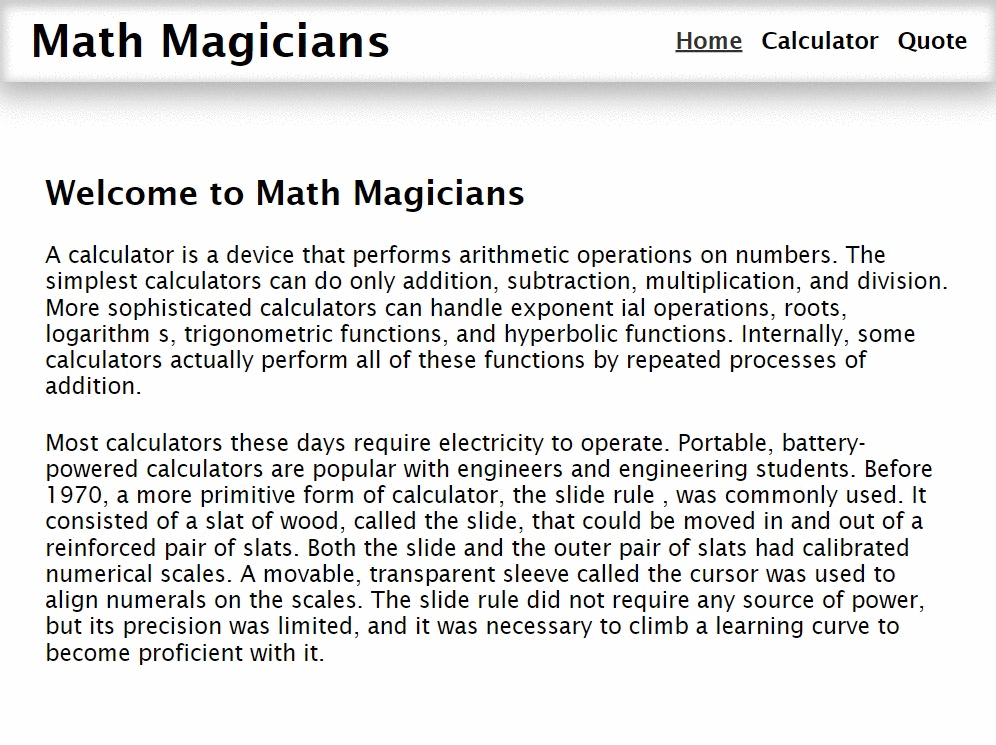 Math Magicians
Home Calculator Quote
Welcome to Math Magicians
A calculator is a device that performs arithmetic operations on numbers. The
simplest calculators can do only addition, subtraction, multiplication, and division.
More sophisticated calculators can handle exponent ial operations, roots,
logarithm s, trigonometric functions, and hyperbolic functions. Internally, some
calculators actually perform all of these functions by repeated processes of
addition.
Most calculators these days require electricity to operate. Portable, battery-
powered calculators are popular with engineers and engineering students. Before
1970, a more primitive form of calculator, the slide rule , was commonly used. It
consisted of a slat of wood, called the slide, that could be moved in and out of a
reinforced pair of slats. Both the slide and the outer pair of slats had calibrated
numerical scales. A movable, transparent sleeve called the cursor was used to
align numerals on the scales. The slide rule did not require any source of power,
but its precision was limited, and it was necessary to climb a learning curve to
become proficient with it.